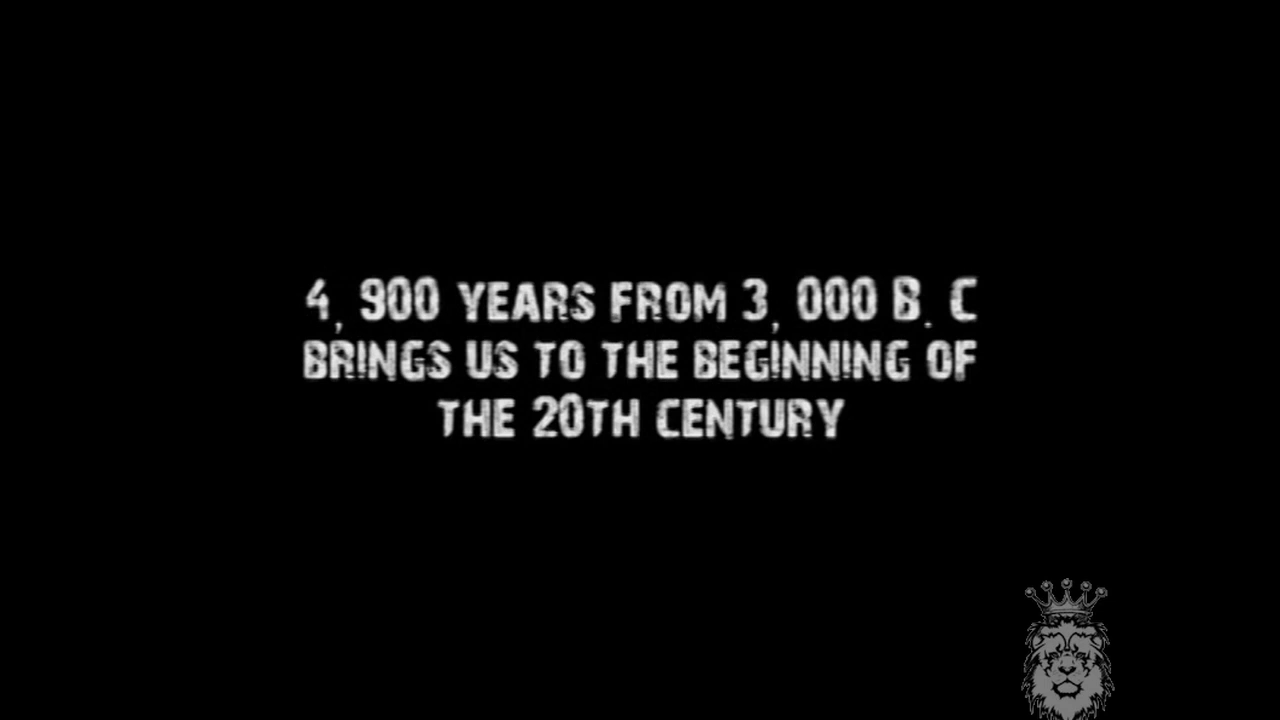 4, 900 YEARS FROM 3, 000 B. C
BRINGS US TO THE BEGINNING OF
THE 20TH CENTURY